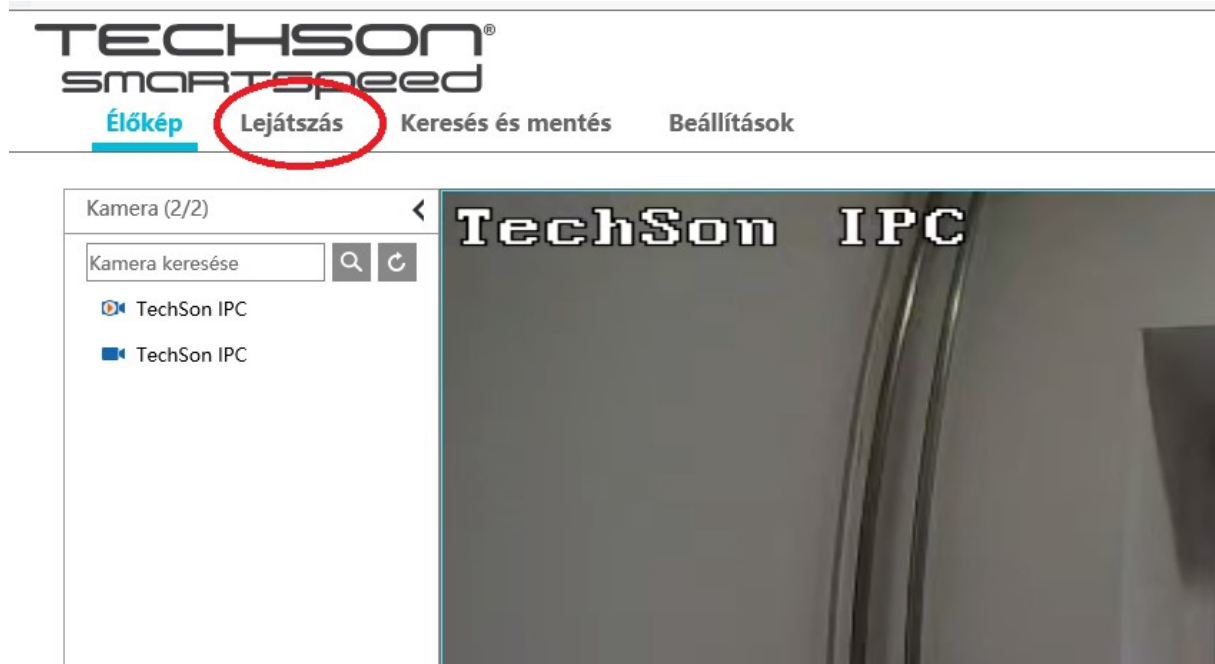 TECHSON®
smartspeed
Élőkép Lejátszás Keresés és mentés Beállítások
Kamera (2/2)
Kamera keresése
TechSon IPC
TechSon IPC
TechSon IPC